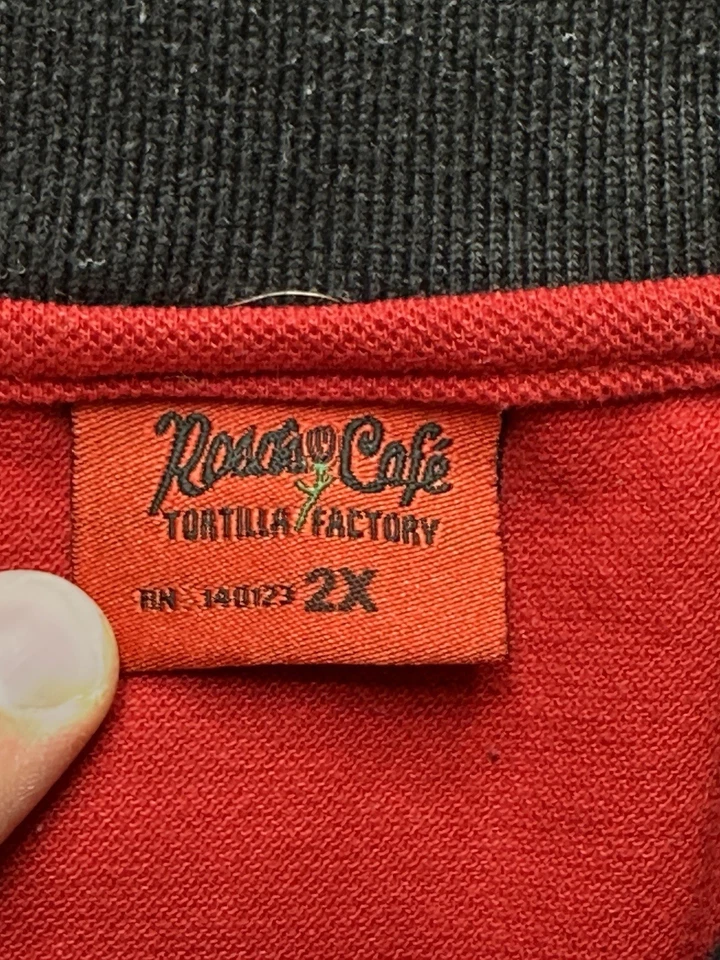 Rosa's Café
TORTILLA FACTORY
RN 140123 2X